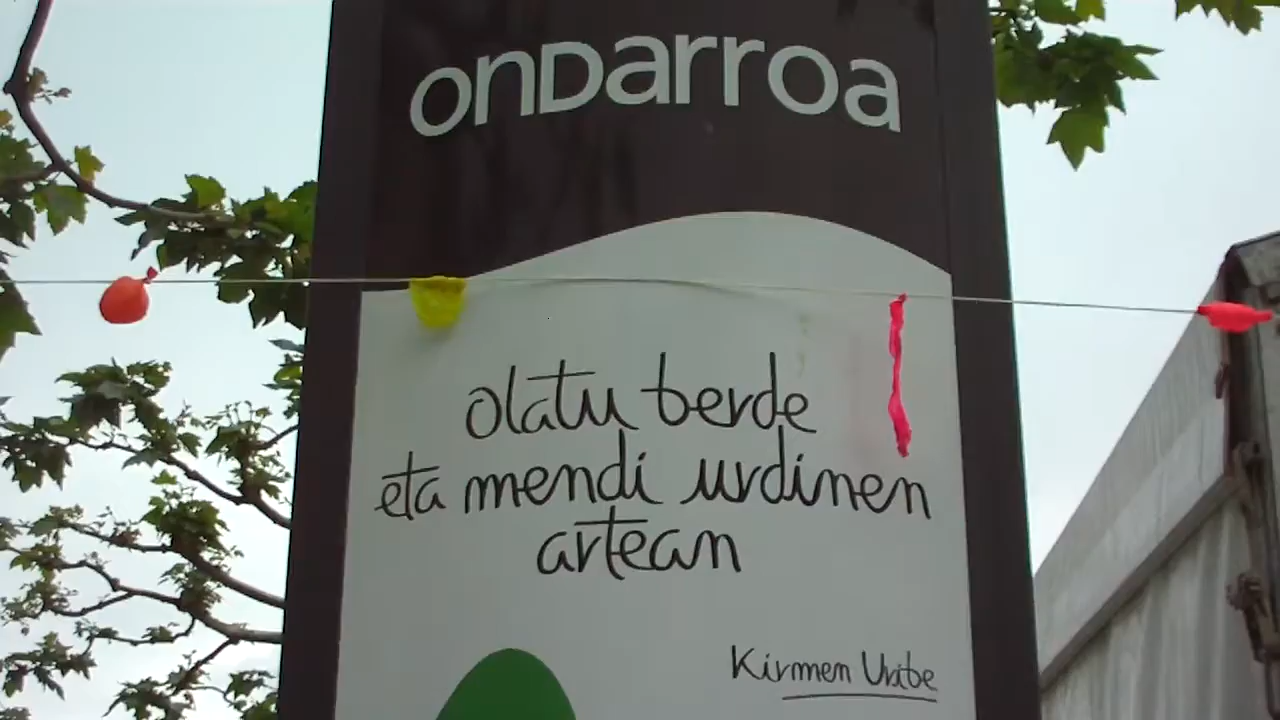 onDarroa
olatu berde
eta mendi urdinen
artean
Kirmen Uribe